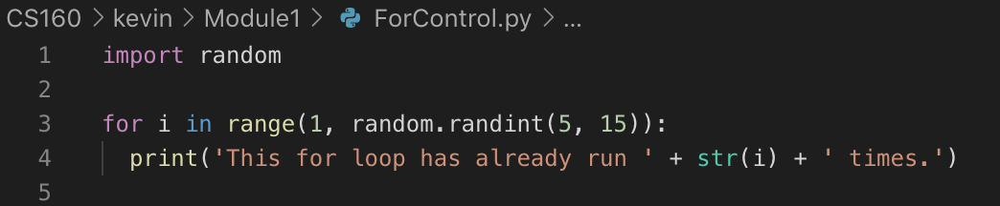 CS160 > kevin > Module1 > ForControl.py > ...
1 import random
2
3 for i in range(1, random.randint(5, 15)):
4 print('This for loop has already run ' + str(i) + ' times.')
5